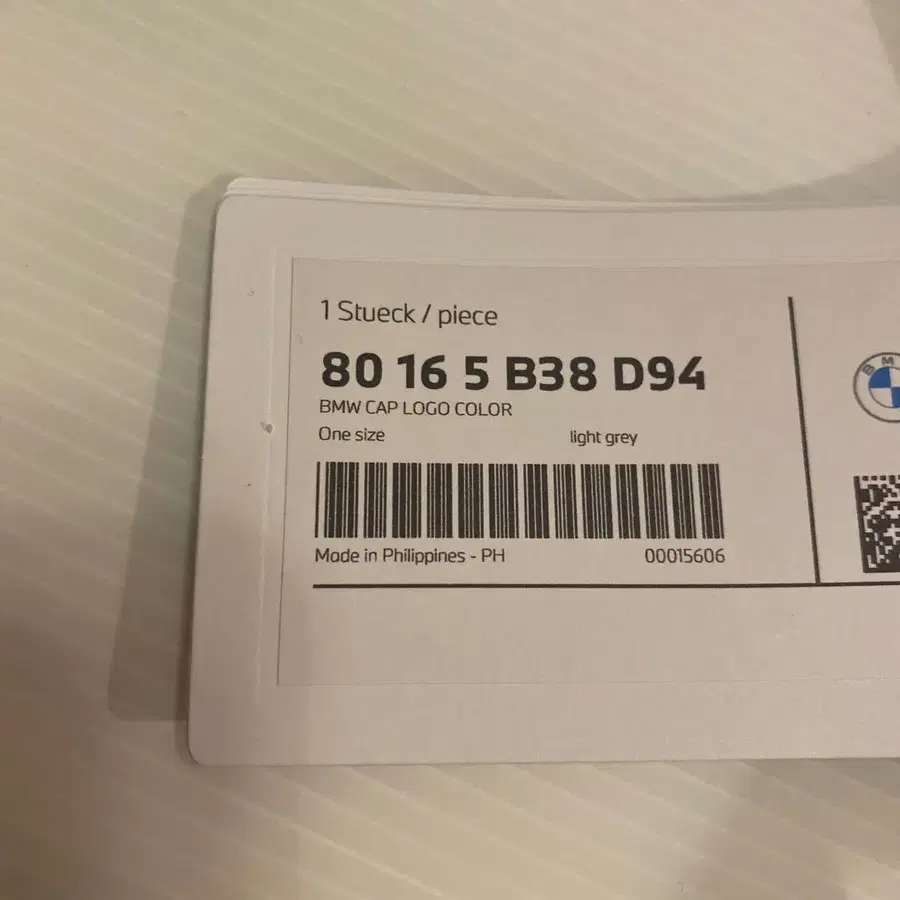 1 Stueck / piece
80 16 5 B38 D94
BMW CAP LOGO COLOR
One size light grey
Made in Philippines - PH 00015606
B M